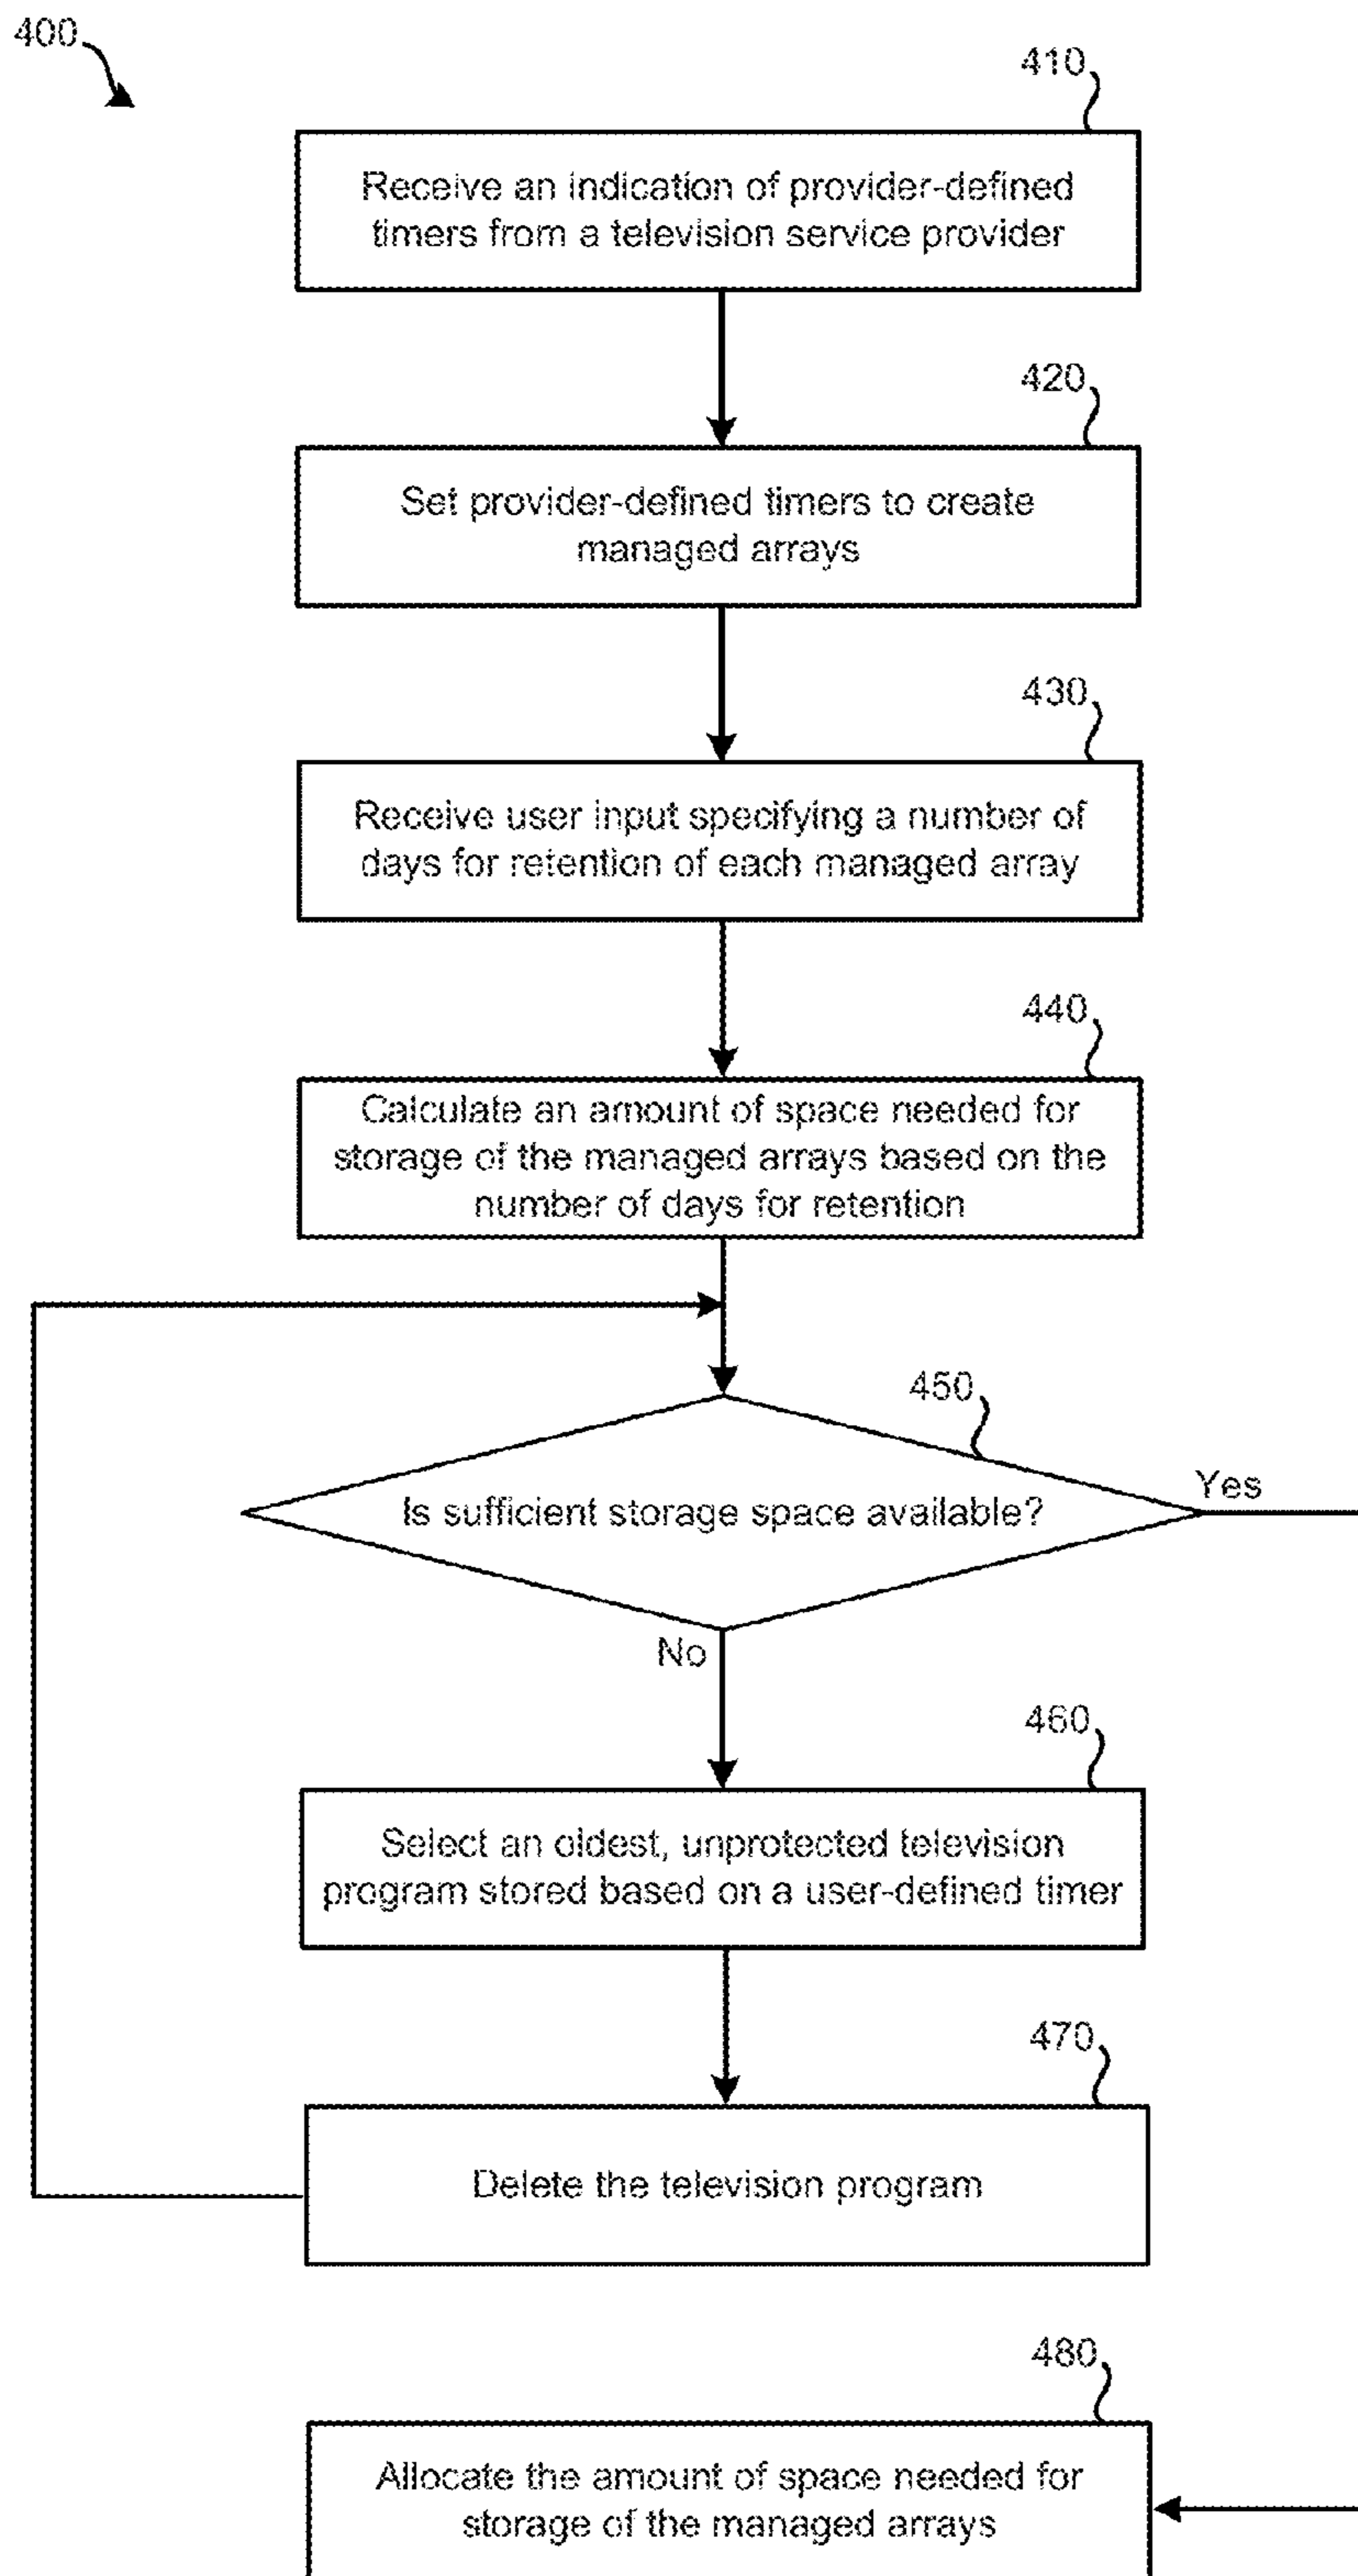 400
410
Receive an indication of provider-defined
timers from a television service provider
420
Set provider-defined timers to create
managed arrays
430
Receive user input specifying a number of
days for retention of each managed array
440
Calculate an amount of space needed for
storage of the managed arrays based on the
number of days for retention
450
Is sufficient storage space available?
Yes
No
460
Select an oldest, unprotected television
program stored based on a user-defined timer
470
Delete the television program
480
Allocate the amount of space needed for
storage of the managed arrays